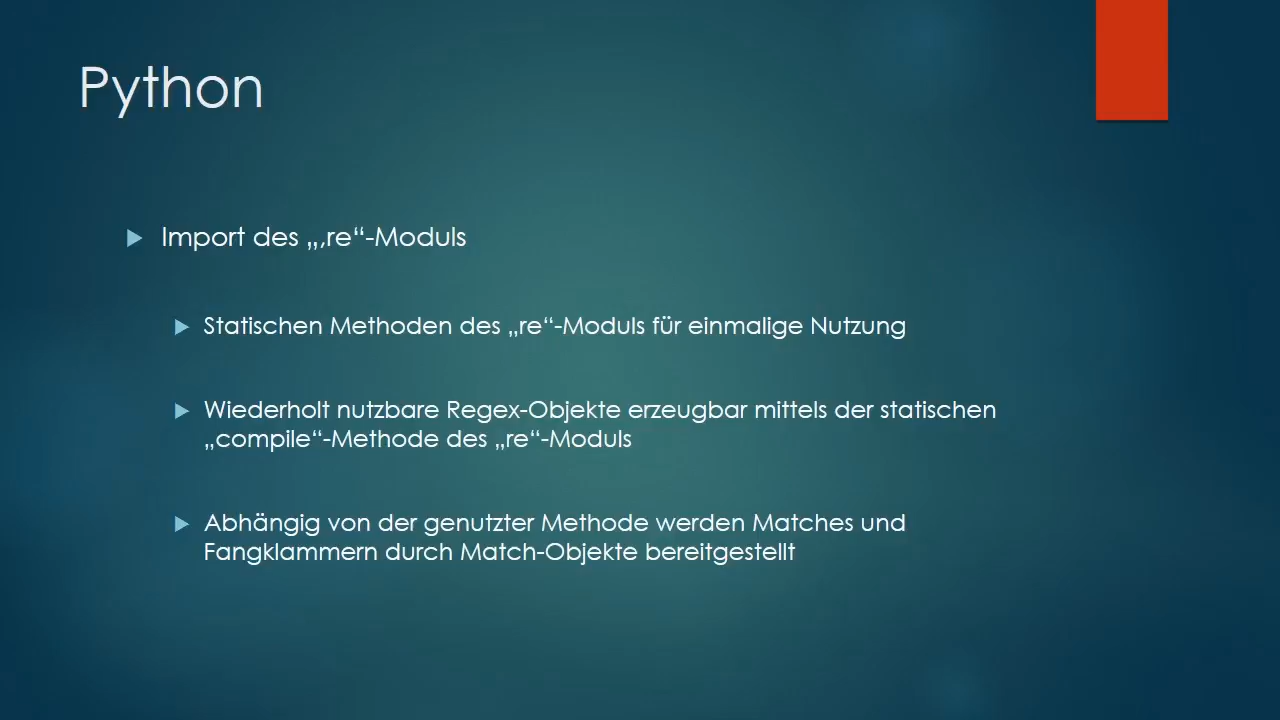 Python
Import des „‚re“-Moduls
Statischen Methoden des „re“-Moduls für einmalige Nutzung
Wiederholt nutzbare Regex-Objekte erzeugbar mittels der statischen
„compile“-Methode des „re“-Moduls
Abhängig von der genutzter Methode werden Matches und
Fangklammern durch Match-Objekte bereitgestellt